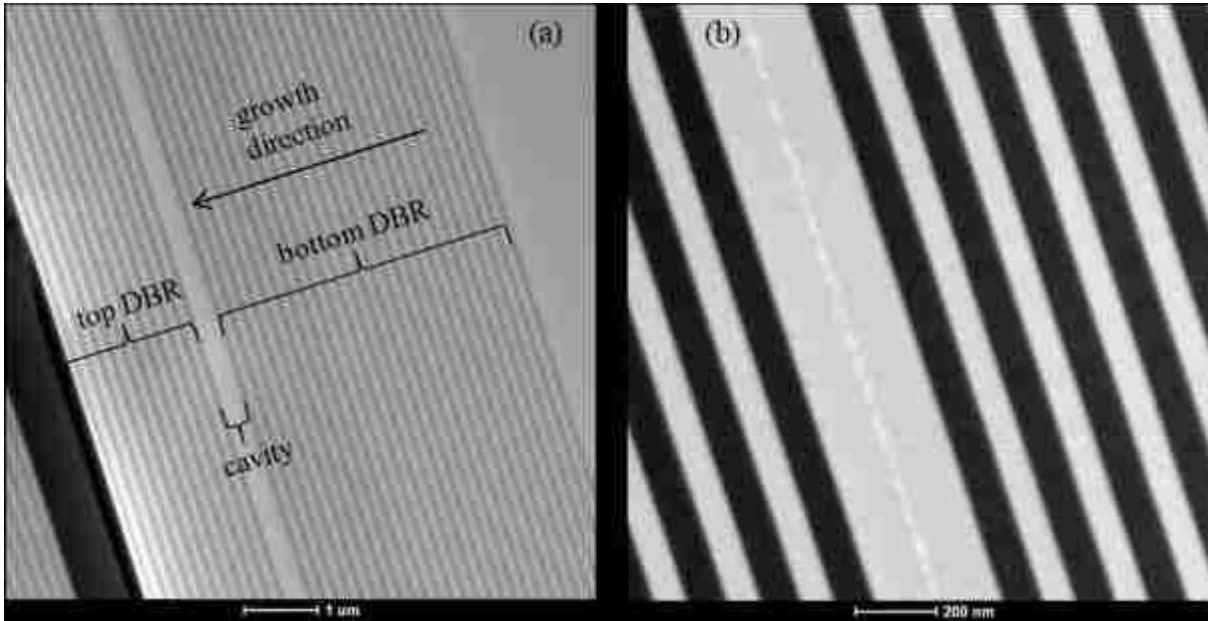 (a)
growth
direction
bottom DBR
top DBR
cavity
1 um
(b)
200 nm